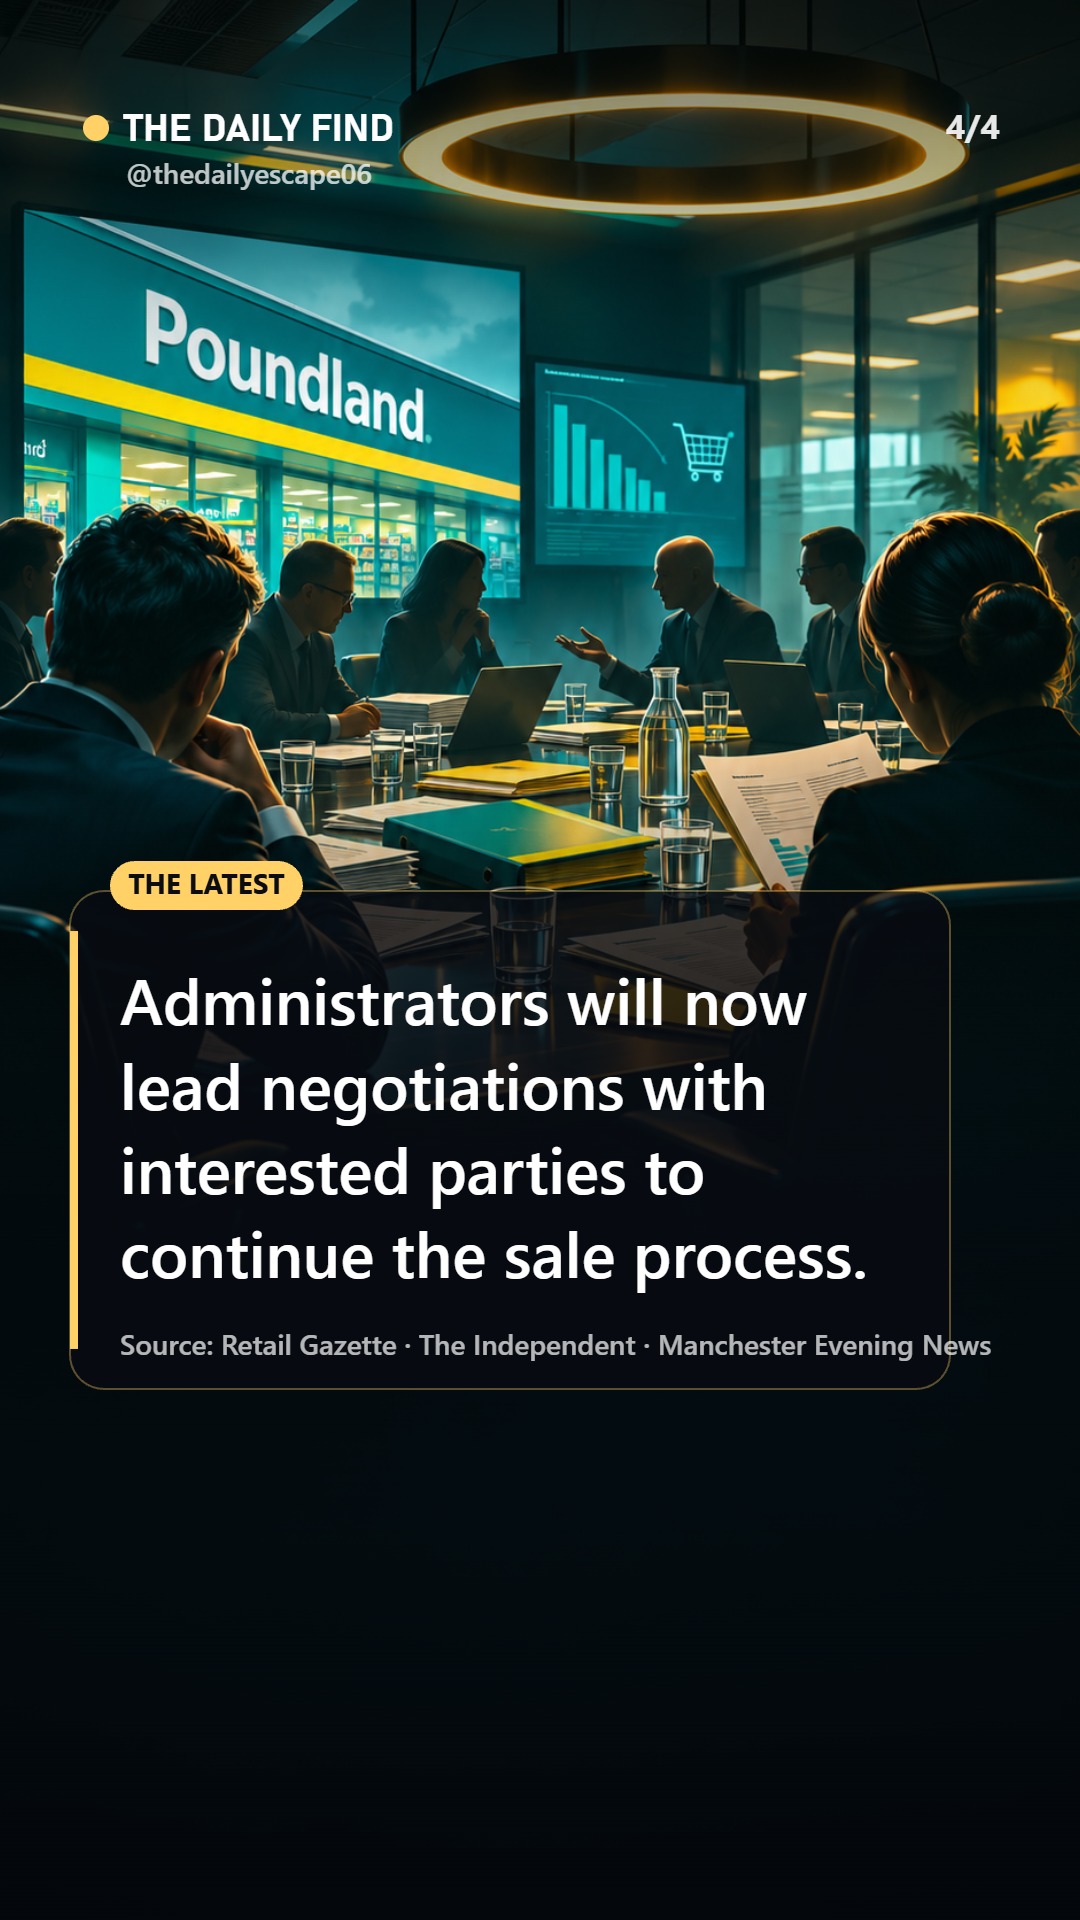 THE DAILY FIND
4/4
@thedailyescape06
Poundland
THE LATEST
Administrators will now
lead negotiations with
interested parties to
continue the sale process.
Source: Retail Gazette · The Independent · Manchester Evening News